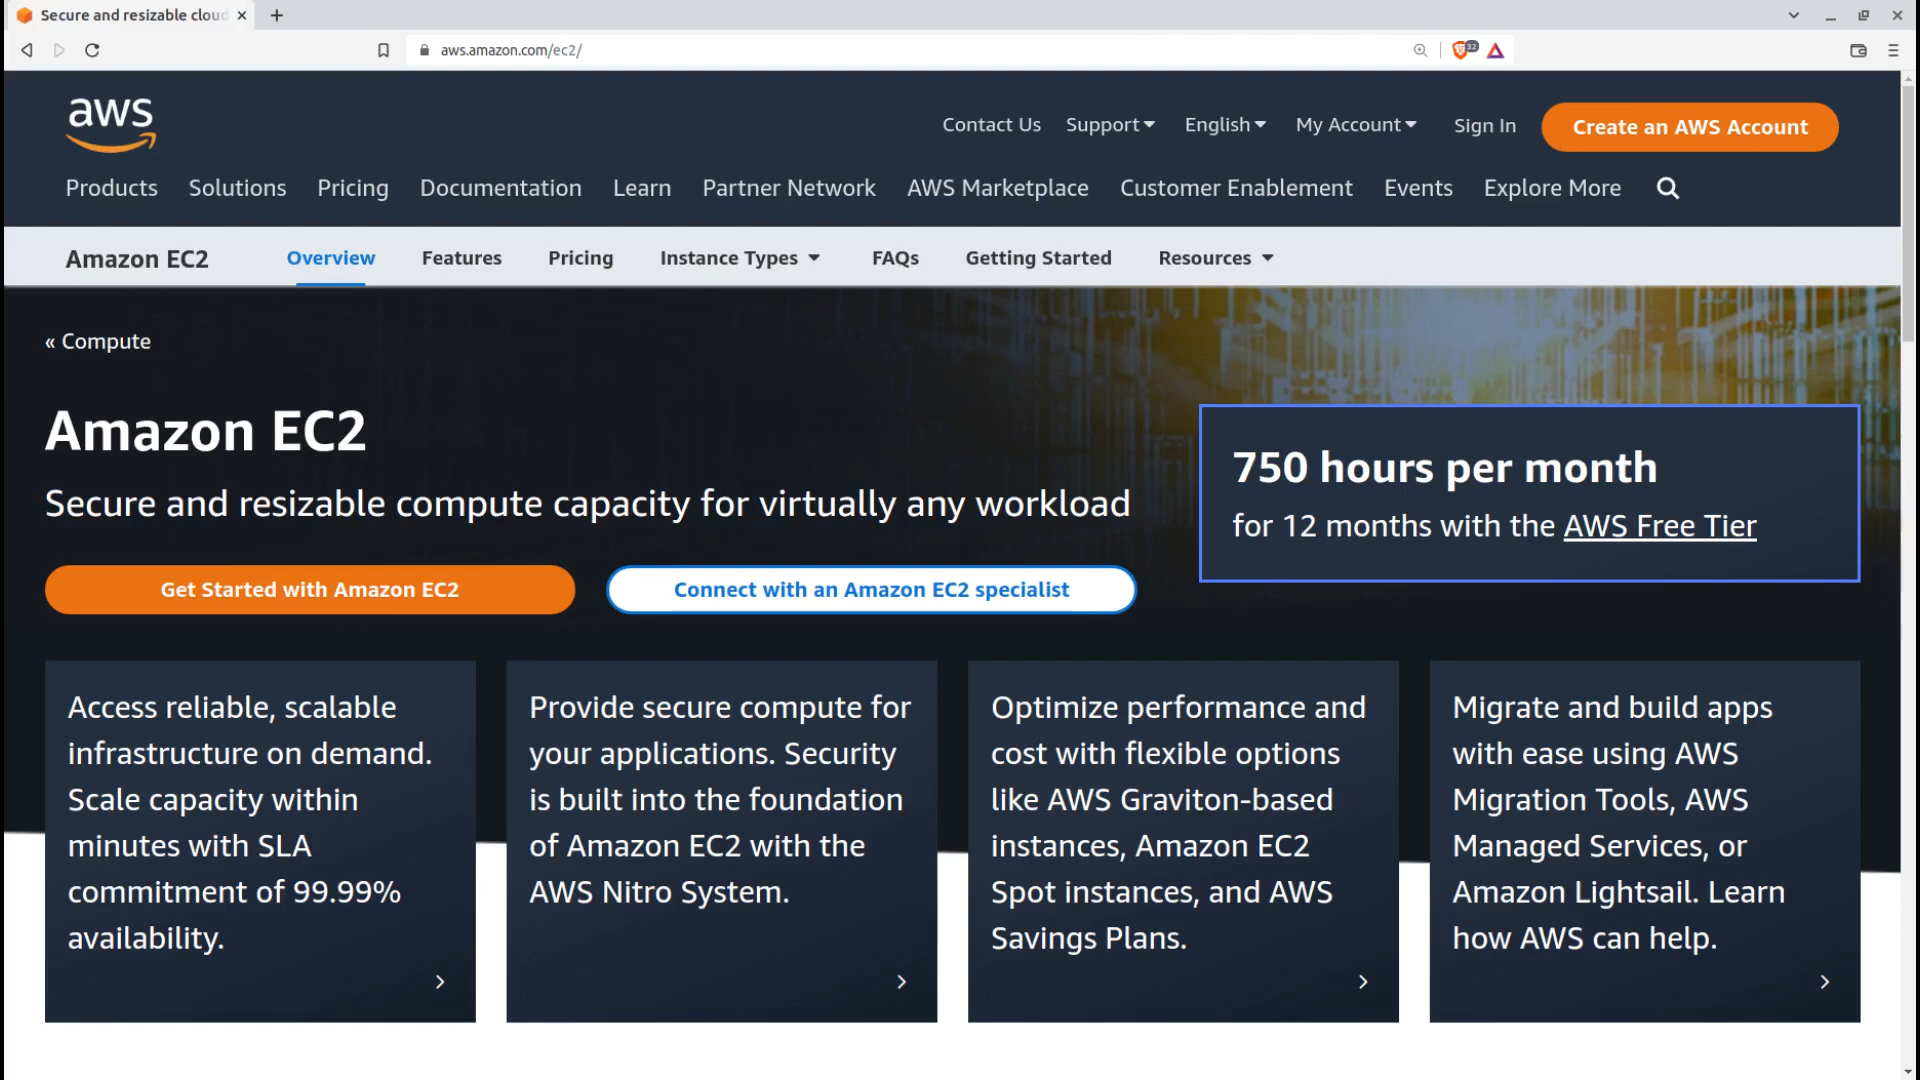 Secure and resizable clou
aws.amazon.com/ec2/
32
aws
Contact Us Support English My Account Sign In Create an AWS Account
Products Solutions Pricing Documentation Learn Partner Network AWS Marketplace Customer Enablement Events Explore More
Amazon EC2 Overview Features Pricing Instance Types FAQs Getting Started Resources
« Compute
Amazon EC2
Secure and resizable compute capacity for virtually any workload
Get Started with Amazon EC2 Connect with an Amazon EC2 specialist
750 hours per month
for 12 months with the AWS Free Tier
Access reliable, scalable
infrastructure on demand.
Scale capacity within
minutes with SLA
commitment of 99.99%
availability.
Provide secure compute for
your applications. Security
is built into the foundation
of Amazon EC2 with the
AWS Nitro System.
Optimize performance and
cost with flexible options
like AWS Graviton-based
instances, Amazon EC2
Spot instances, and AWS
Savings Plans.
Migrate and build apps
with ease using AWS
Migration Tools, AWS
Managed Services, or
Amazon Lightsail. Learn
how AWS can help.